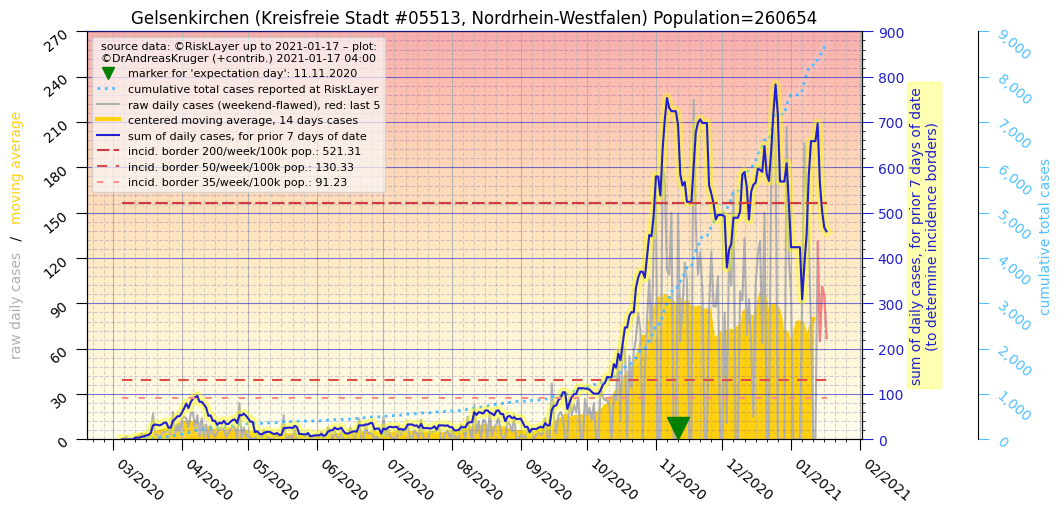 Gelsenkirchen (Kreisfreie Stadt #05513, Nordrhein-Westfalen) Population=260654
source data: ©RiskLayer up to 2021-01-17 – plot:
©DrAndreasKruger (+contrib.) 2021-01-17 04:00
marker for 'expectation day': 11.11.2020
cumulative total cases reported at RiskLayer
raw daily cases (weekend-flawed), red: last 5
centered moving average, 14 days cases
sum of daily cases, for prior 7 days of date
incid. border 200/week/100k pop.: 521.31
incid. border 50/week/100k pop.: 130.33
incid. border 35/week/100k pop.: 91.23
raw daily cases / moving average
270
240
210
180
150
120
90
60
30
0
900
800
700
600
500
400
300
200
100
0
sum of daily cases, for prior 7 days of date
(to determine incidence borders)
9,000
8,000
7,000
6,000
5,000
4,000
3,000
2,000
1,000
0
cumulative total cases
03/2020
04/2020
05/2020
06/2020
07/2020
08/2020
09/2020
10/2020
11/2020
12/2020
01/2021
02/2021